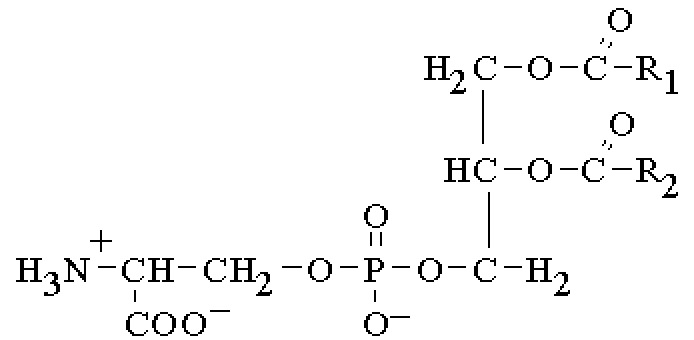 O
H₂C–O–C–R₁
O
HC–O–C–R₂
O
H₃N⁺–CH–CH₂–O–P–O–C–H₂
COO⁻ O⁻